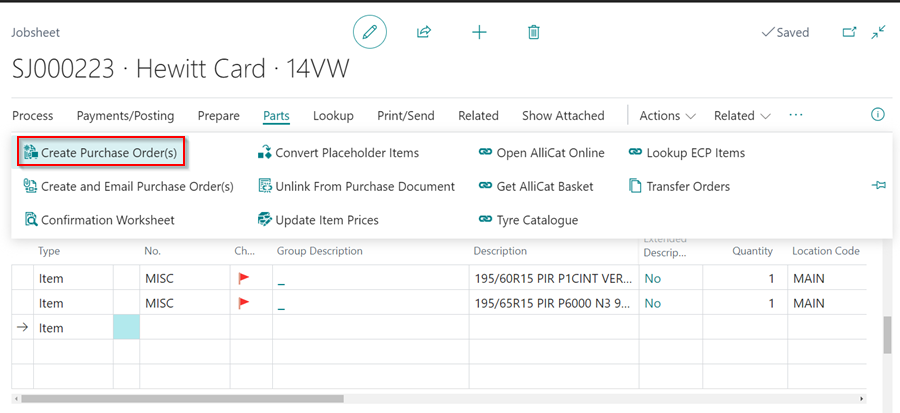 Jobsheet
Saved
SJ000223 · Hewitt Card · 14VW
Process Payments/Posting Prepare Parts Lookup Print/Send Related Show Attached Actions Related ···
Create Purchase Order(s) Convert Placeholder Items Open AlliCat Online Lookup ECP Items
Create and Email Purchase Order(s) Unlink From Purchase Document Get AlliCat Basket Transfer Orders
Confirmation Worksheet Update Item Prices Tyre Catalogue
Type No. Ch... Group Description Description Extended Descrip... Quantity Location Code
Item MISC _ 195/60R15 PIR P1CINT VER... No 1 MAIN
Item MISC _ 195/65R15 PIR P6000 N3 9... No 1 MAIN
Item